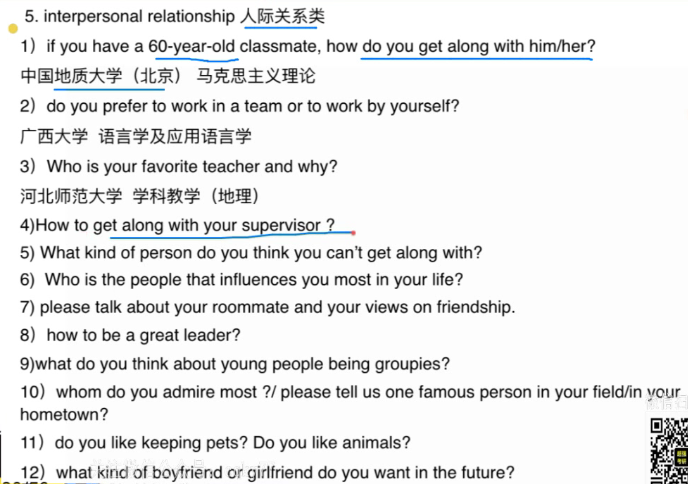 5. interpersonal relationship 人际关系类
1）if you have a 60-year-old classmate, how do you get along with him/her?
中国地质大学（北京） 马克思主义理论
2）do you prefer to work in a team or to work by yourself?
广西大学 语言学及应用语言学
3）Who is your favorite teacher and why?
河北师范大学 学科教学（地理）
4)How to get along with your supervisor ?
5) What kind of person do you think you can't get along with?
6）Who is the people that influences you most in your life?
7) please talk about your roommate and your views on friendship.
8）how to be a great leader?
9)what do you think about young people being groupies?
10）whom do you admire most ?/ please tell us one famous person in your field/in your
hometown?
11）do you like keeping pets? Do you like animals?
12）what kind of boyfriend or girlfriend do you want in the future?